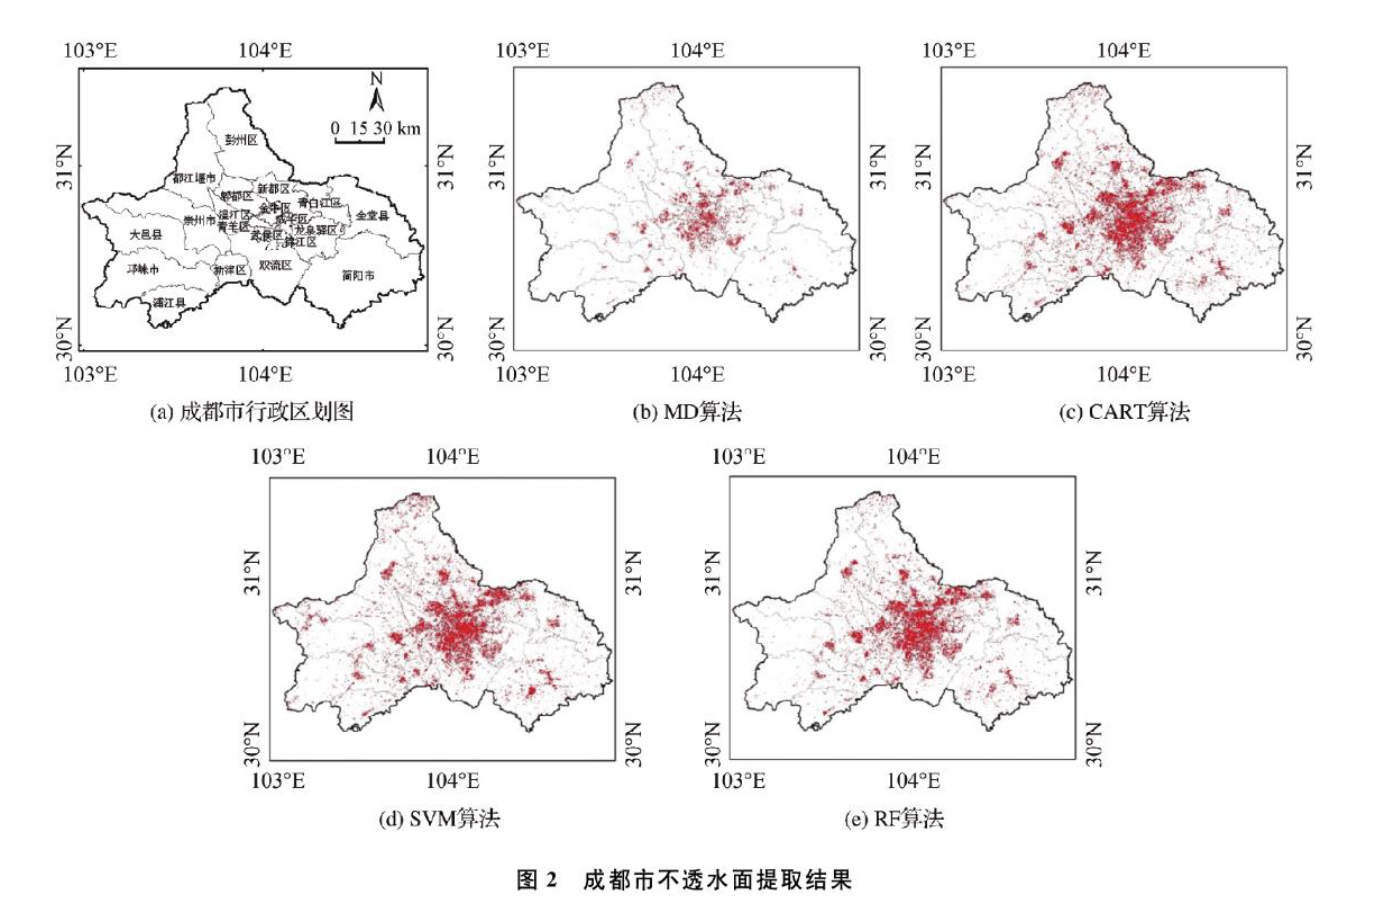 103°E 104°E 103°E 104°E 103°E 104°E
N
0 15 30 km
31°N 31°N 31°N 31°N 31°N 31°N
彭州区
都江堰市
郫都区 新都区
金牛区 青白江区
温江区 成华区 金堂县
崇州市 青羊区 龙泉驿区
大邑县 武侯区 锦江区
邛崃市 新津区 双流区 简阳市
蒲江县
30°N 30°N 30°N 30°N 30°N 30°N
103°E 104°E 103°E 104°E 103°E 104°E
(a) 成都市行政区划图 (b) MD算法 (c) CART算法
103°E 104°E 103°E 104°E
31°N 31°N 31°N 31°N
30°N 30°N 30°N 30°N
103°E 104°E 103°E 104°E
(d) SVM算法 (e) RF算法
图 2 成都市不透水面提取结果